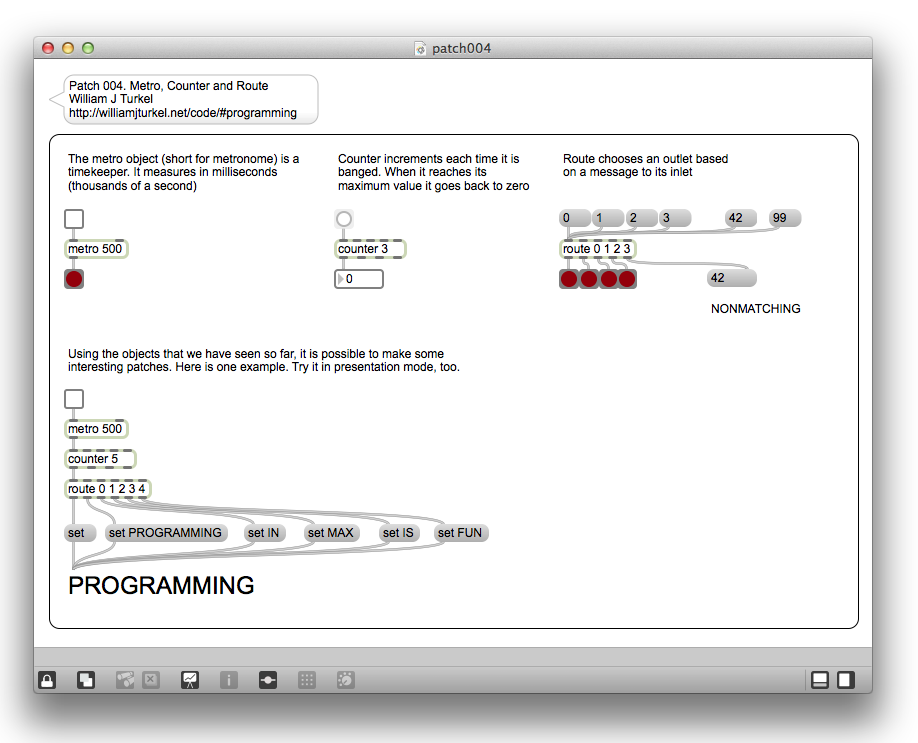 patch004
Patch 004. Metro, Counter and Route
William J Turkel
http://williamjturkel.net/code/#programming
The metro object (short for metronome) is a
timekeeper. It measures in milliseconds
(thousands of a second)
metro 500
Counter increments each time it is
banged. When it reaches its
maximum value it goes back to zero
counter 3
0
Route chooses an outlet based
on a message to its inlet
0 1 2 3 42 99
route 0 1 2 3
42
NONMATCHING
Using the objects that we have seen so far, it is possible to make some
interesting patches. Here is one example. Try it in presentation mode, too.
metro 500
counter 5
route 0 1 2 3 4
set set PROGRAMMING set IN set MAX set IS set FUN
PROGRAMMING